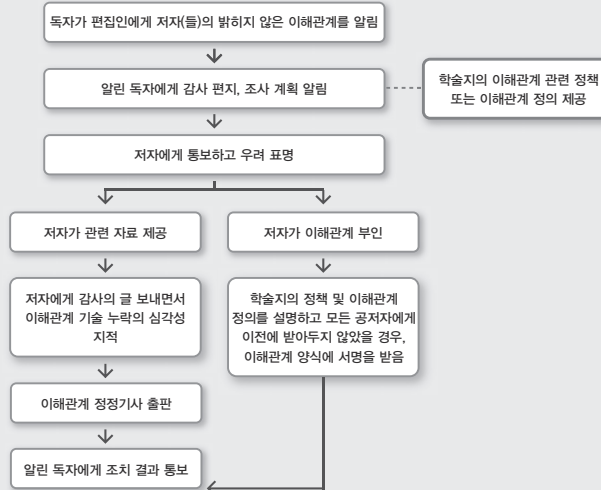 독자가 편집인에게 저자(들)의 밝히지 않은 이해관계를 알림
알린 독자에게 감사 편지, 조사 계획 알림
학술지의 이해관계 관련 정책
또는 이해관계 정의 제공
저자에게 통보하고 우려 표명
저자가 관련 자료 제공
저자가 이해관계 부인
저자에게 감사의 글 보내면서
이해관계 기술 누락의 심각성
지적
학술지의 정책 및 이해관계
정의를 설명하고 모든 공저자에게
이전에 받아두지 않았을 경우,
이해관계 양식에 서명을 받음
이해관계 정정기사 출판
알린 독자에게 조치 결과 통보